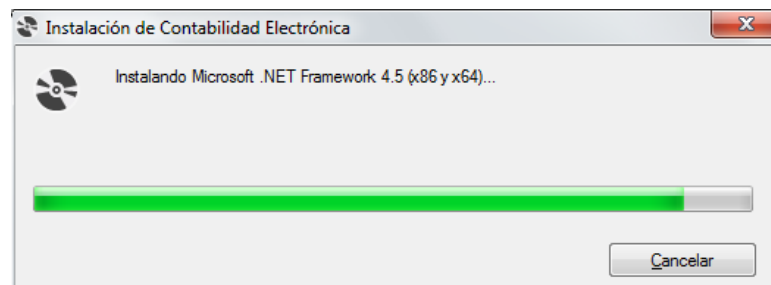 Instalación de Contabilidad Electrónica
Instalando Microsoft .NET Framework 4.5 (x86 y x64)...
Cancelar